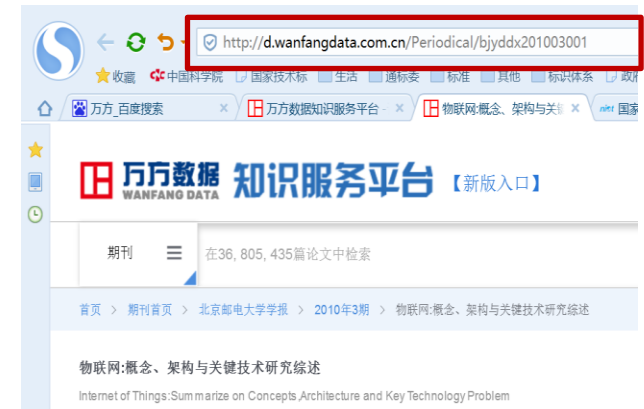 http://d.wanfangdata.com.cn/Periodical/bjyddx201003001
收藏 中国科学院 国家技术标 生活 通标委 标准 其他 标识体系
万方_百度搜索 × 万方数据知识服务平台 - × 物联网:概念、架构与关 × 国家
万方数据 知识服务平台 【新版入口】
WANFANG DATA
期刊 在36, 805, 435篇论文中检索
首页 > 期刊首页 > 北京邮电大学学报 > 2010年3期 > 物联网:概念、架构与关键技术研究综述
物联网:概念、架构与关键技术研究综述
Internet of Things:Summarize on Concepts,Architecture and Key Technology Problem